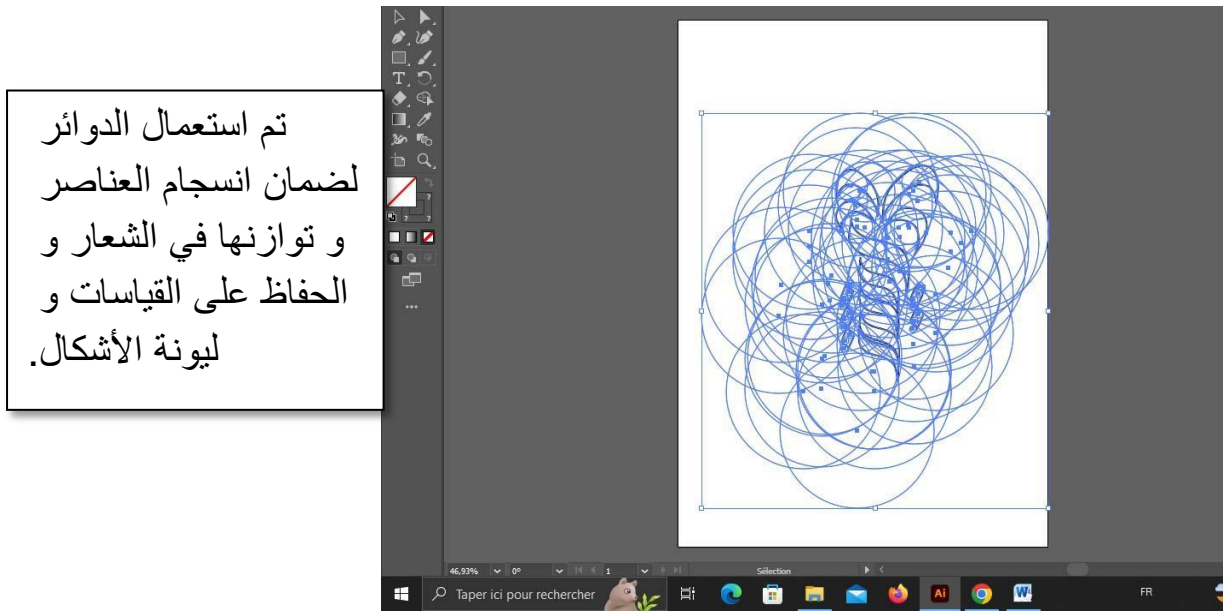 تم استعمال الدوائر
لضمان انسجام العناصر
و توازنها في الشعار و
الحفاظ على القياسات و
ليونة الأشكال.
46,93% 0° 1 Sélection
Taper ici pour rechercher Ai W FR